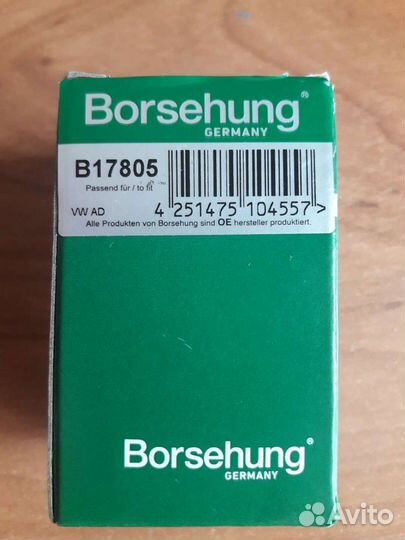 Borsehung®
GERMANY
B17805
Passend für / to fit
VW AD
4 251475 104557>
Alle Produkten von Borsehung sind OE hersteller produktiert.
Borsehung®
GERMANY
Avito